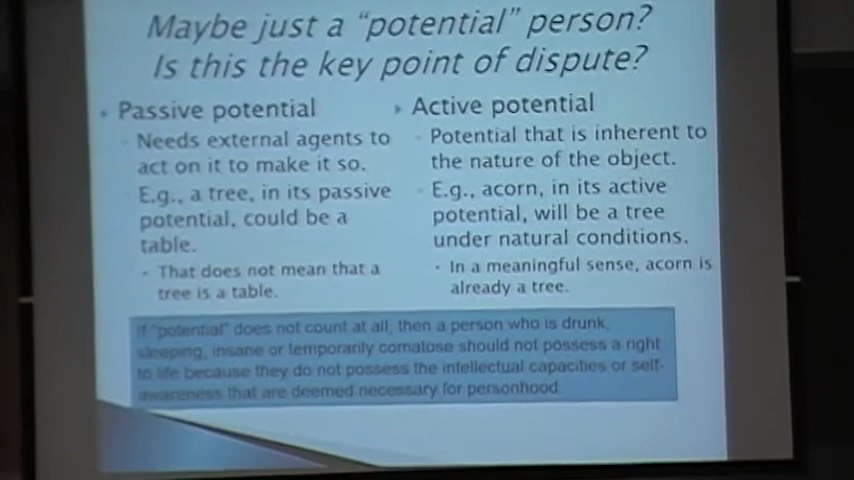 Maybe just a "potential" person?
Is this the key point of dispute?
Passive potential
Needs external agents to
act on it to make it so.
E.g., a tree, in its passive
potential, could be a
table.
That does not mean that a
tree is a table.
Active potential
Potential that is inherent to
the nature of the object.
E.g., acorn, in its active
potential, will be a tree
under natural conditions.
In a meaningful sense, acorn is
already a tree.
If "potential" does not count at all, then a person who is drunk,
sleeping, insane or temporarily comatose should not possess a right
to life because they do not possess the intellectual capacities or self-
awareness that are deemed necessary for personhood